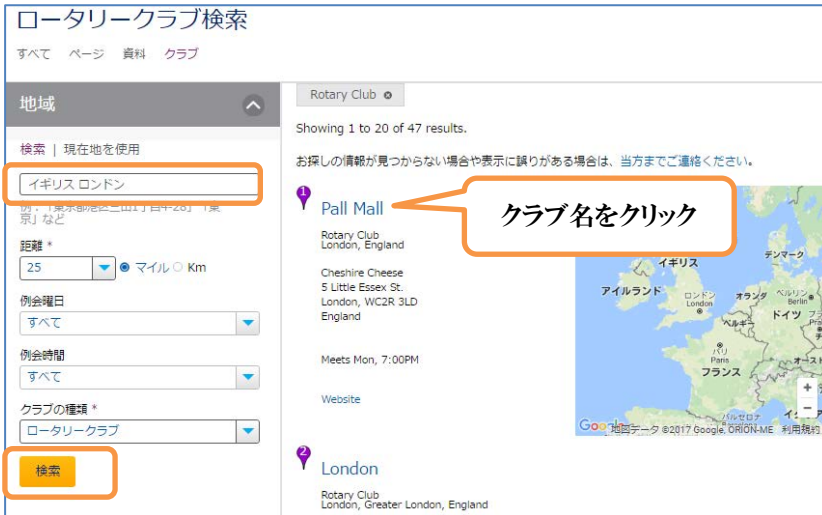 ロータリークラブ検索
すべて ページ 資料 クラブ
地域
検索 | 現在地を使用
イギリス ロンドン
例：「東京都港区三田1丁目4-28」「東
京」など
距離 *
25 マイル Km
例会曜日
すべて
例会時間
すべて
クラブの種類 *
ロータリークラブ
検索
Rotary Club
Showing 1 to 20 of 47 results.
お探しの情報が見つからない場合や表示に誤りがある場合は、当方までご連絡ください。
1
Pall Mall
クラブ名をクリック
Rotary Club
London, England
Cheshire Cheese
5 Little Essex St.
London, WC2R 3LD
England
Meets Mon, 7:00PM
Website
イギリス
デンマーク
アイルランド
ロンドン
London
オランダ
ベルリン
Berlin
ベルギー
ドイツ
パリ
Paris
フランス
+
−
Google
地図データ ©2017 Google, ORION-ME 利用規約
2
London
Rotary Club
London, Greater London, England